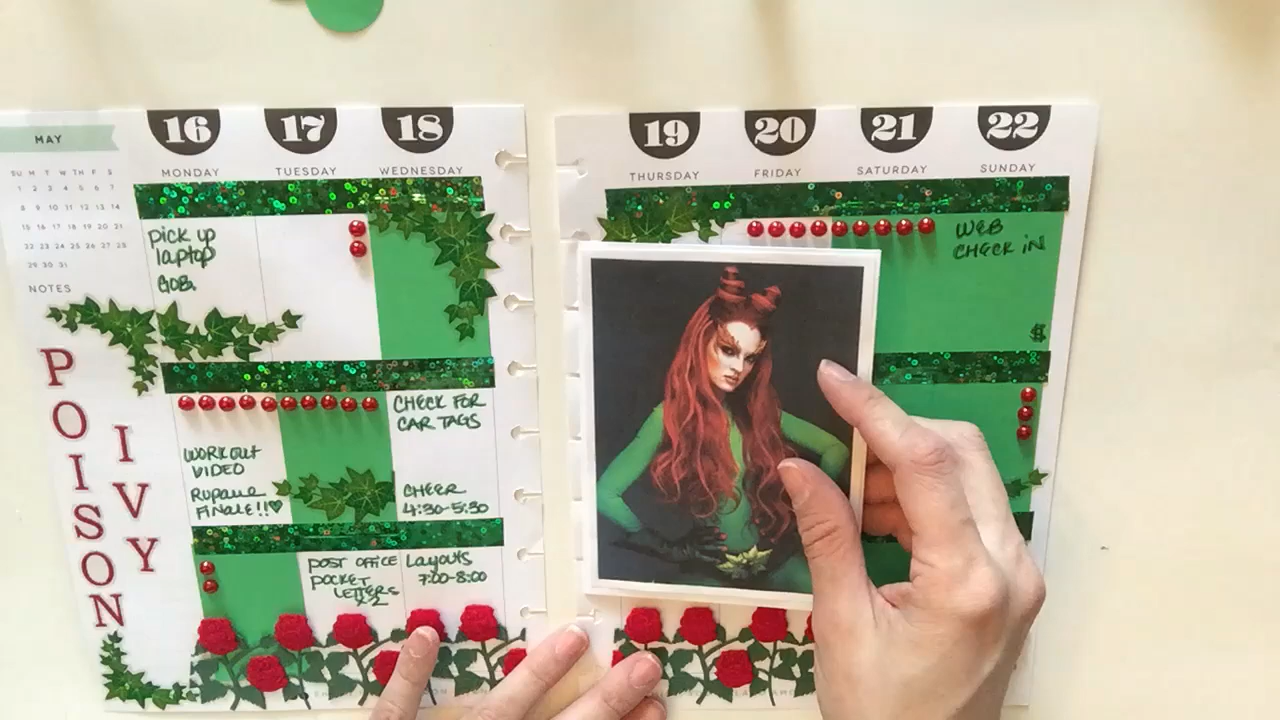 MAY
SU M T W TH F S
1 2 3 4 5 6 7
8 9 10 11 12 13 14
15 16 17 18 19 20 21
22 23 24 25 26 27 28
29 30 31
NOTES
POISON
IVY
16
MONDAY
17
TUESDAY
18
WEDNESDAY
PICK UP
laptop
WORKOUT
VIDEO
RUPAUL
FINALE!!♡
CHECK FOR
CAR TAGS
CHEER
4:30-5:30
POST OFFICE
POCKET
LETTERS
x2
Layouts
7:00-8:00
19
THURSDAY
20
FRIDAY
21
SATURDAY
22
SUNDAY
WEB
CHECK IN
$